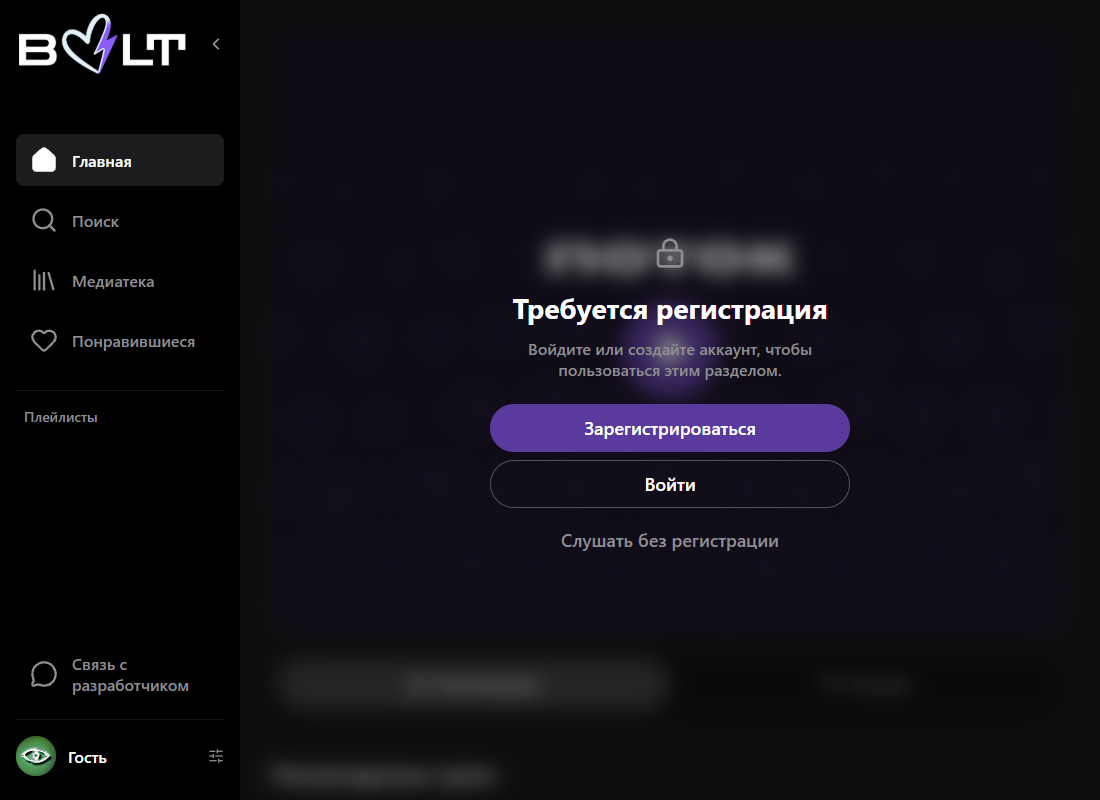 BOLT
Главная
Поиск
Медиатека
Понравившиеся
Плейлисты
Связь с
разработчиком
Гость
Требуется регистрация
Войдите или создайте аккаунт, чтобы
пользоваться этим разделом.
Зарегистрироваться
Войти
Слушать без регистрации